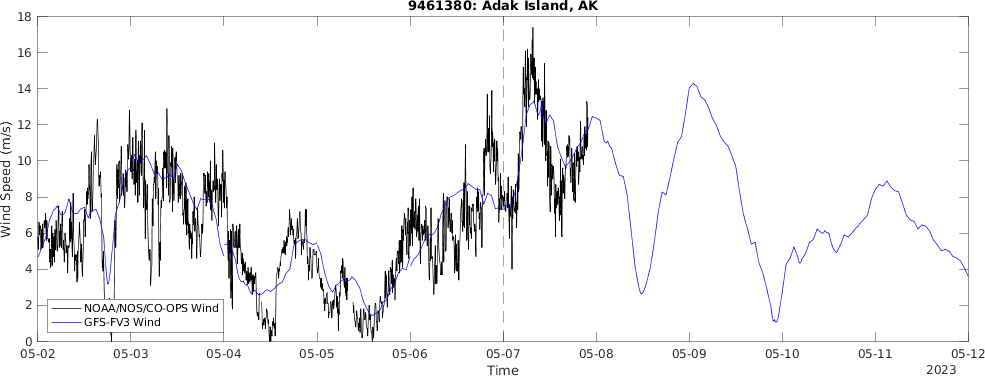 9461380: Adak Island, AK
18
16
14
12
10
8
6
4
2
0
Wind Speed (m/s)
NOAA/NOS/CO-OPS Wind
GFS-FV3 Wind
05-02 05-03 05-04 05-05 05-06 05-07 05-08 05-09 05-10 05-11 05-12
Time
2023